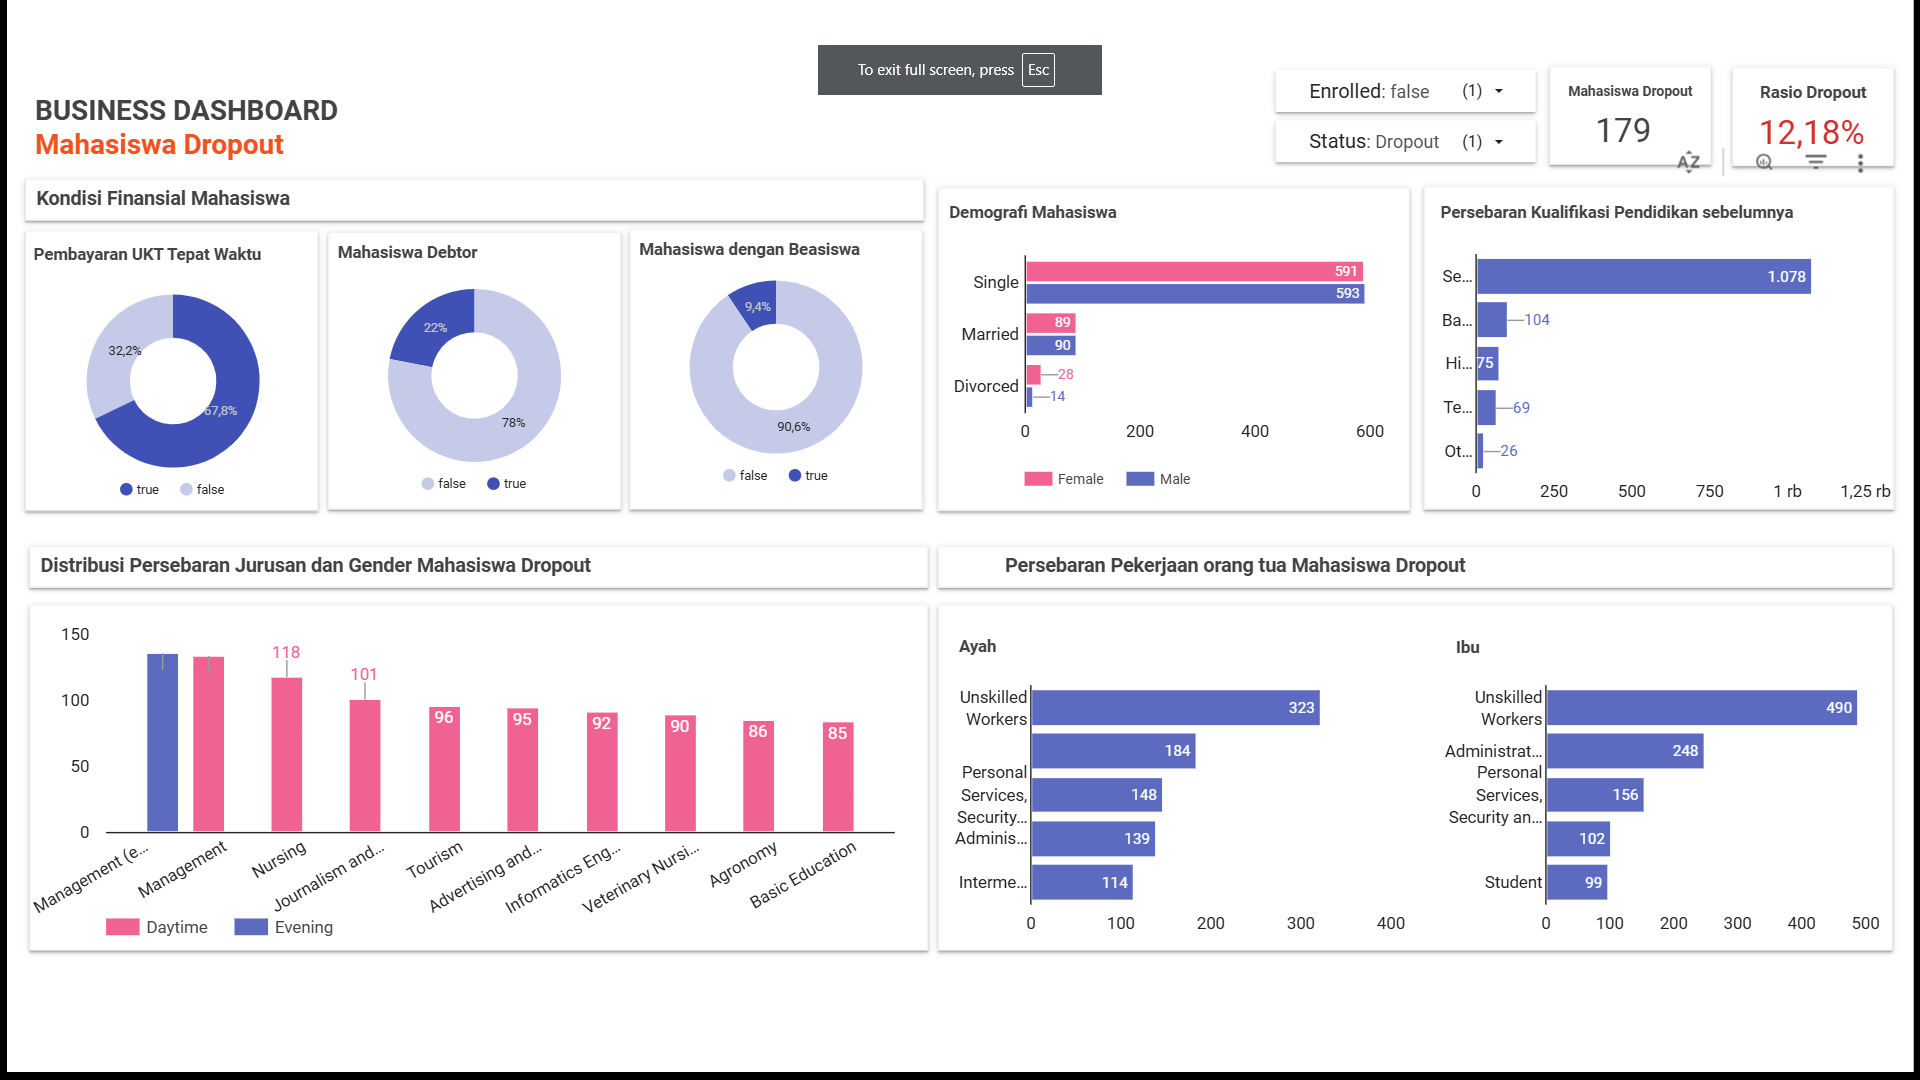 To exit full screen, press Esc
BUSINESS DASHBOARD
Mahasiswa Dropout
Enrolled: false (1)
Status: Dropout (1)
Mahasiswa Dropout
179
Rasio Dropout
12,18%
AZ
Kondisi Finansial Mahasiswa
Pembayaran UKT Tepat Waktu
32,2%
67,8%
true false
Mahasiswa Debtor
22%
78%
false true
Mahasiswa dengan Beasiswa
9,4%
90,6%
false true
Demografi Mahasiswa
Single 591
593
Married 89
90
Divorced 28
14
0 200 400 600
Female Male
Persebaran Kualifikasi Pendidikan sebelumnya
Se... 1.078
Ba... 104
Hi... 75
Te... 69
Ot... 26
0 250 500 750 1 rb 1,25 rb
Distribusi Persebaran Jurusan dan Gender Mahasiswa Dropout
150
100
50
0
118
101
96
95
92
90
86
85
Management (e...
Management
Nursing
Journalism and...
Tourism
Advertising and...
Informatics Eng...
Veterinary Nursi...
Agronomy
Basic Education
Daytime Evening
Persebaran Pekerjaan orang tua Mahasiswa Dropout
Ayah
Unskilled
Workers
323
184
Personal
Services,
Security...
148
Adminis... 139
Interme... 114
0 100 200 300 400
Ibu
Unskilled
Workers
490
Administrat... 248
Personal
Services,
Security an...
156
102
Student 99
0 100 200 300 400 500